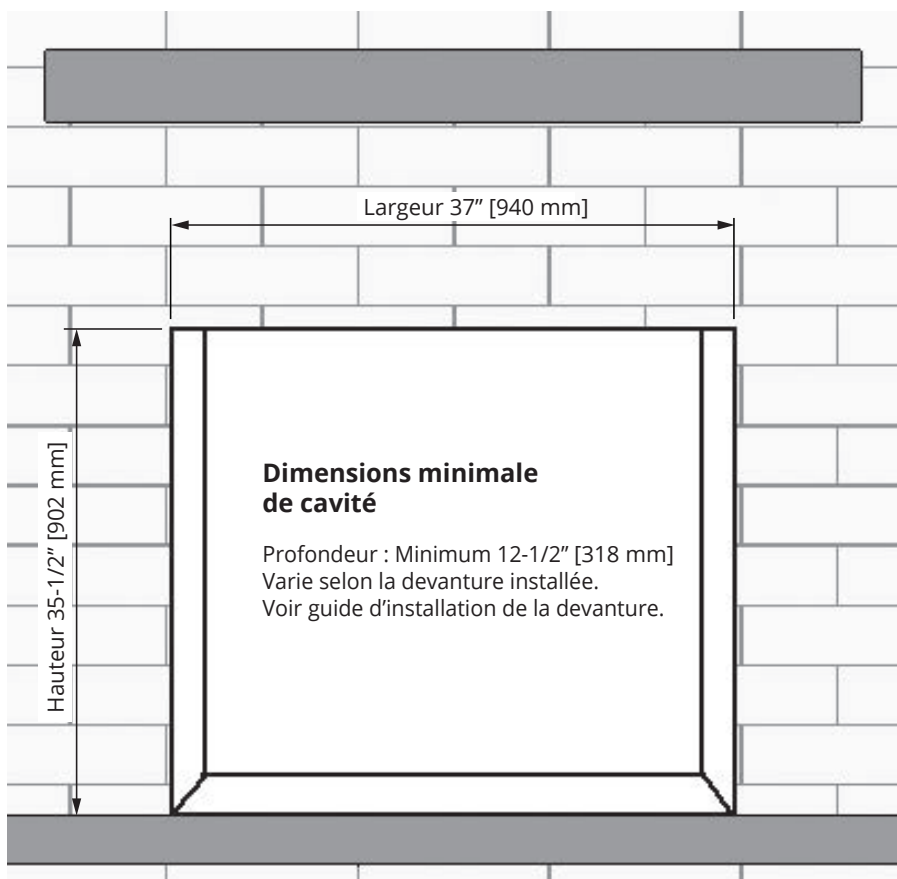 Largeur 37” [940 mm]
Hauteur 35-1/2” [902 mm]
Dimensions minimale
de cavité
Profondeur : Minimum 12-1/2” [318 mm]
Varie selon la devanture installée.
Voir guide d’installation de la devanture.